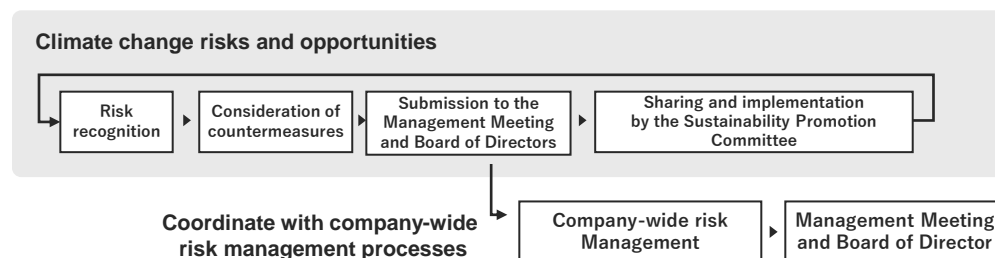 Climate change risks and opportunities
Risk
recognition
Consideration of
countermeasures
Submission to the
Management Meeting
and Board of Directors
Sharing and implementation
by the Sustainability Promotion
Committee
Coordinate with company-wide
risk management processes
Company-wide risk
Management
Management Meeting
and Board of Director